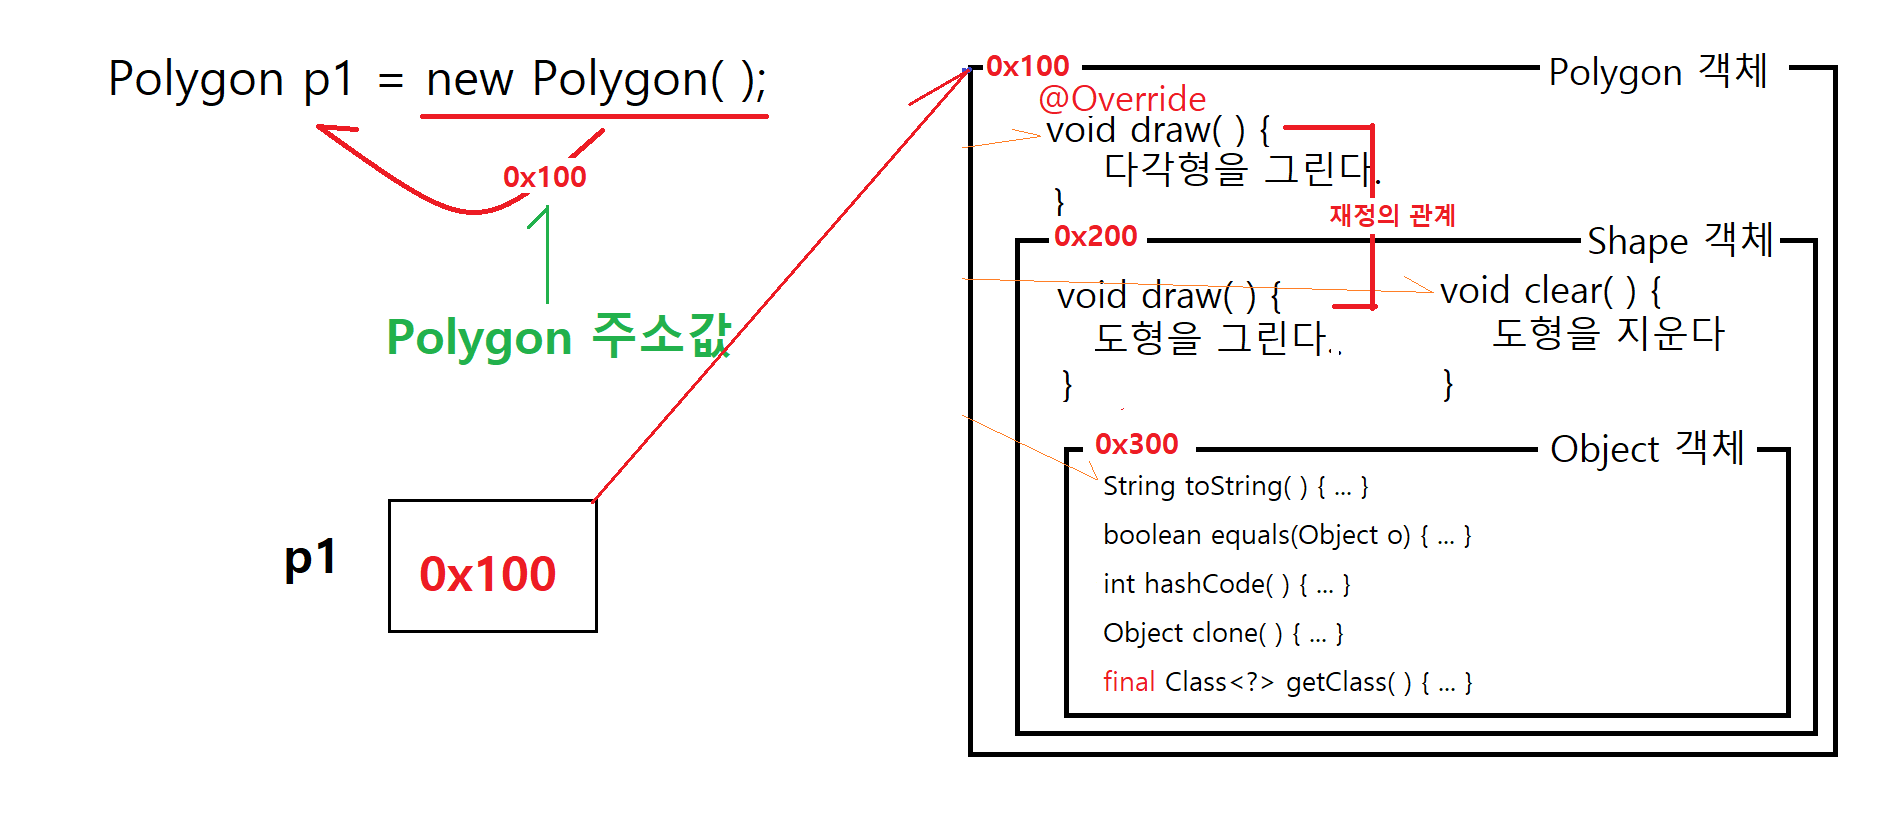 Polygon p1 = new Polygon( );
0x100
Polygon 주소값
p1
0x100
0x100
Polygon 객체
@Override
void draw( ) {
다각형을 그린다.
}
재정의 관계
0x200
Shape 객체
void draw( ) {
도형을 그린다..
}
void clear( ) {
도형을 지운다
}
0x300
Object 객체
String toString( ) { ... }
boolean equals(Object o) { ... }
int hashCode( ) { ... }
Object clone( ) { ... }
final Class<?> getClass( ) { ... }